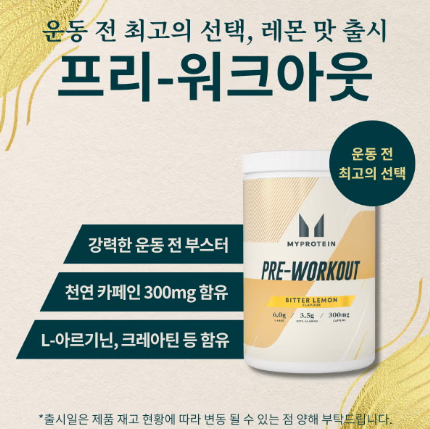 운동 전 최고의 선택, 레몬 맛 출시
프리-워크아웃
운동 전
최고의 선택
강력한 운동 전 부스터
천연 카페인 300mg 함유
L-아르기닌, 크레아틴 등 함유
MYPROTEIN
PRE-WORKOUT
BITTER LEMON
FLAVOUR
3.5g
300mg
*출시일은 제품 재고 현황에 따라 변동 될 수 있는 점 양해 부탁드립니다.